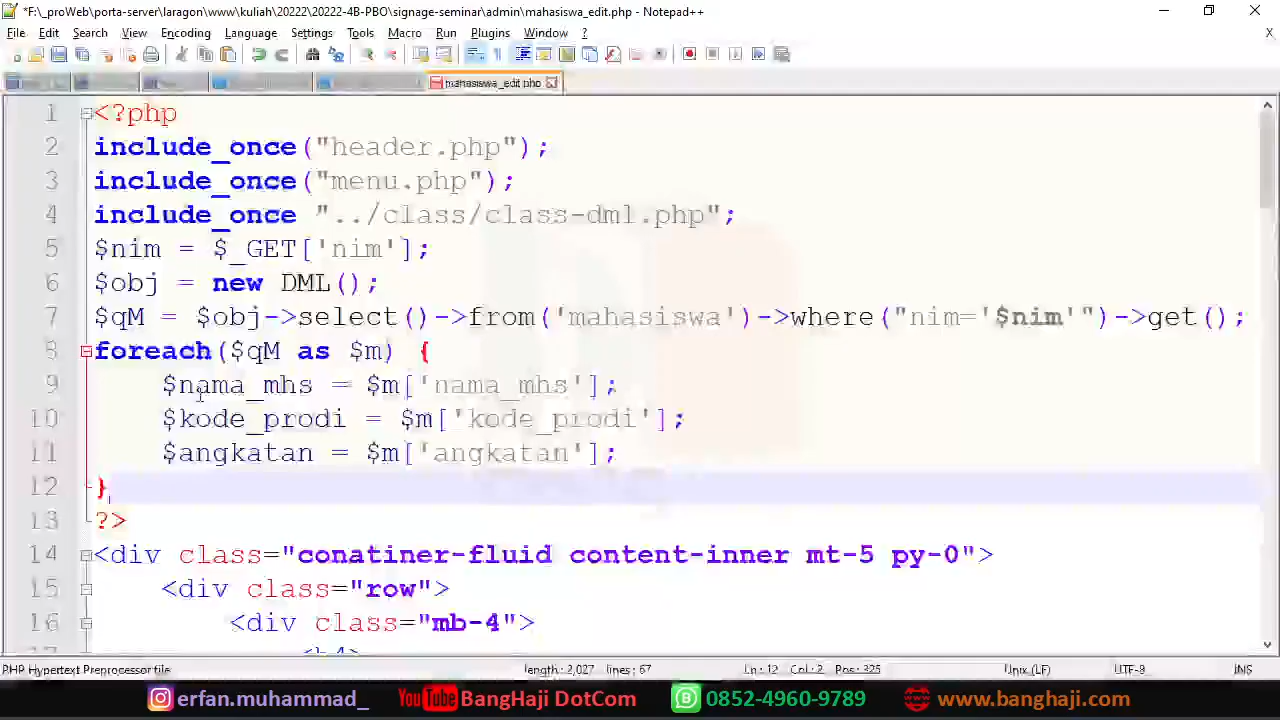 *F:\_proWeb\porta-server\laragon\www\kuliah\20222\20222-4B-PBO\signage-seminar\admin\mahasiswa_edit.php - Notepad++
File Edit Search View Encoding Language Settings Tools Macro Run Plugins Window ? X
mahasiswa_edit.php
1 <?php
2 include_once("header.php");
3 include_once("menu.php");
4 include_once "../class/class-dml.php";
5 $nim = $_GET['nim'];
6 $obj = new DML();
7 $qM = $obj->select()->from('mahasiswa')->where("nim='$nim'")->get();
8 foreach($qM as $m) {
9 $nama_mhs = $m['nama_mhs'];
10 $kode_prodi = $m['kode_prodi'];
11 $angkatan = $m['angkatan'];
12 }
13 ?>
14 <div class="conatiner-fluid content-inner mt-5 py-0">
15 <div class="row">
16 <div class="mb-4">
PHP Hypertext Preprocessor file length : 2,027 lines : 67 Ln : 12 Col : 2 Pos : 325 Unix (LF) UTF-8 INS
erfan.muhammad_ YouTube BangHaji DotCom 0852-4960-9789 www.banghaji.com